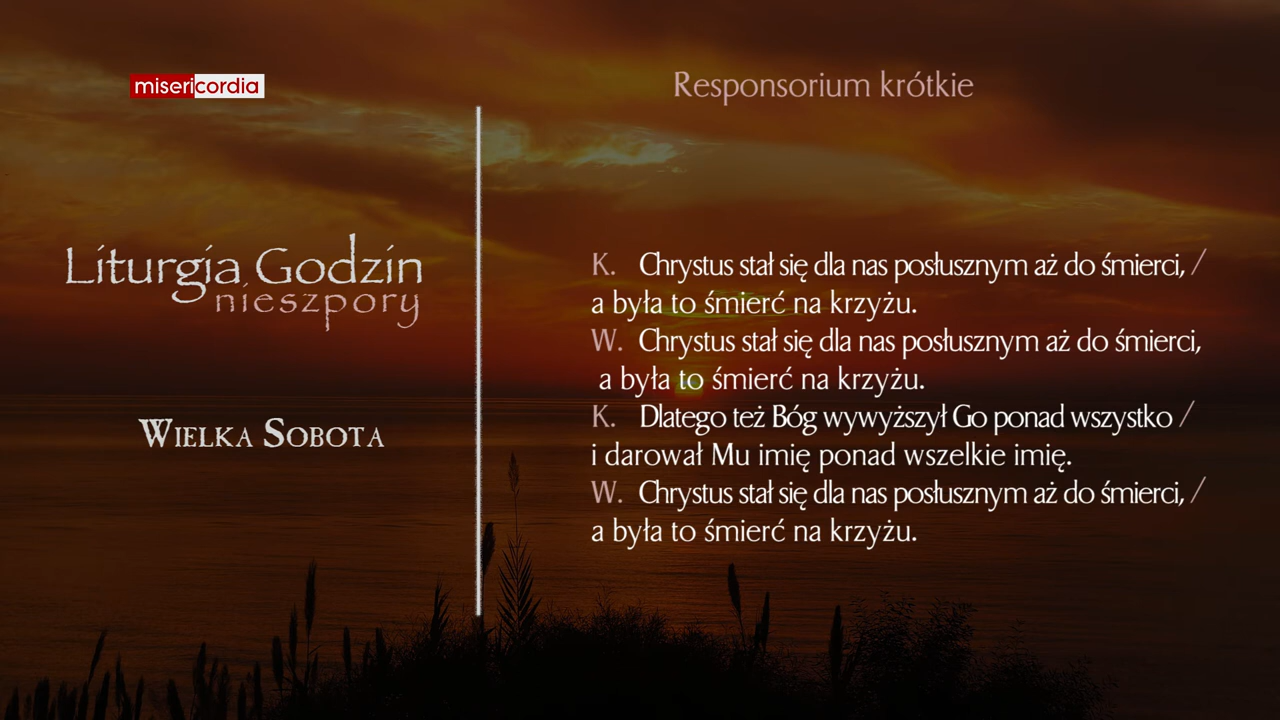 misericordia
Responsorium krótkie
Liturgia Godzin
nieszpory
Wielka Sobota
K. Chrystus stał się dla nas posłusznym aż do śmierci, /
a była to śmierć na krzyżu.
W. Chrystus stał się dla nas posłusznym aż do śmierci,
a była to śmierć na krzyżu.
K. Dlatego też Bóg wywyższył Go ponad wszystko /
i darował Mu imię ponad wszelkie imię.
W. Chrystus stał się dla nas posłusznym aż do śmierci, /
a była to śmierć na krzyżu.